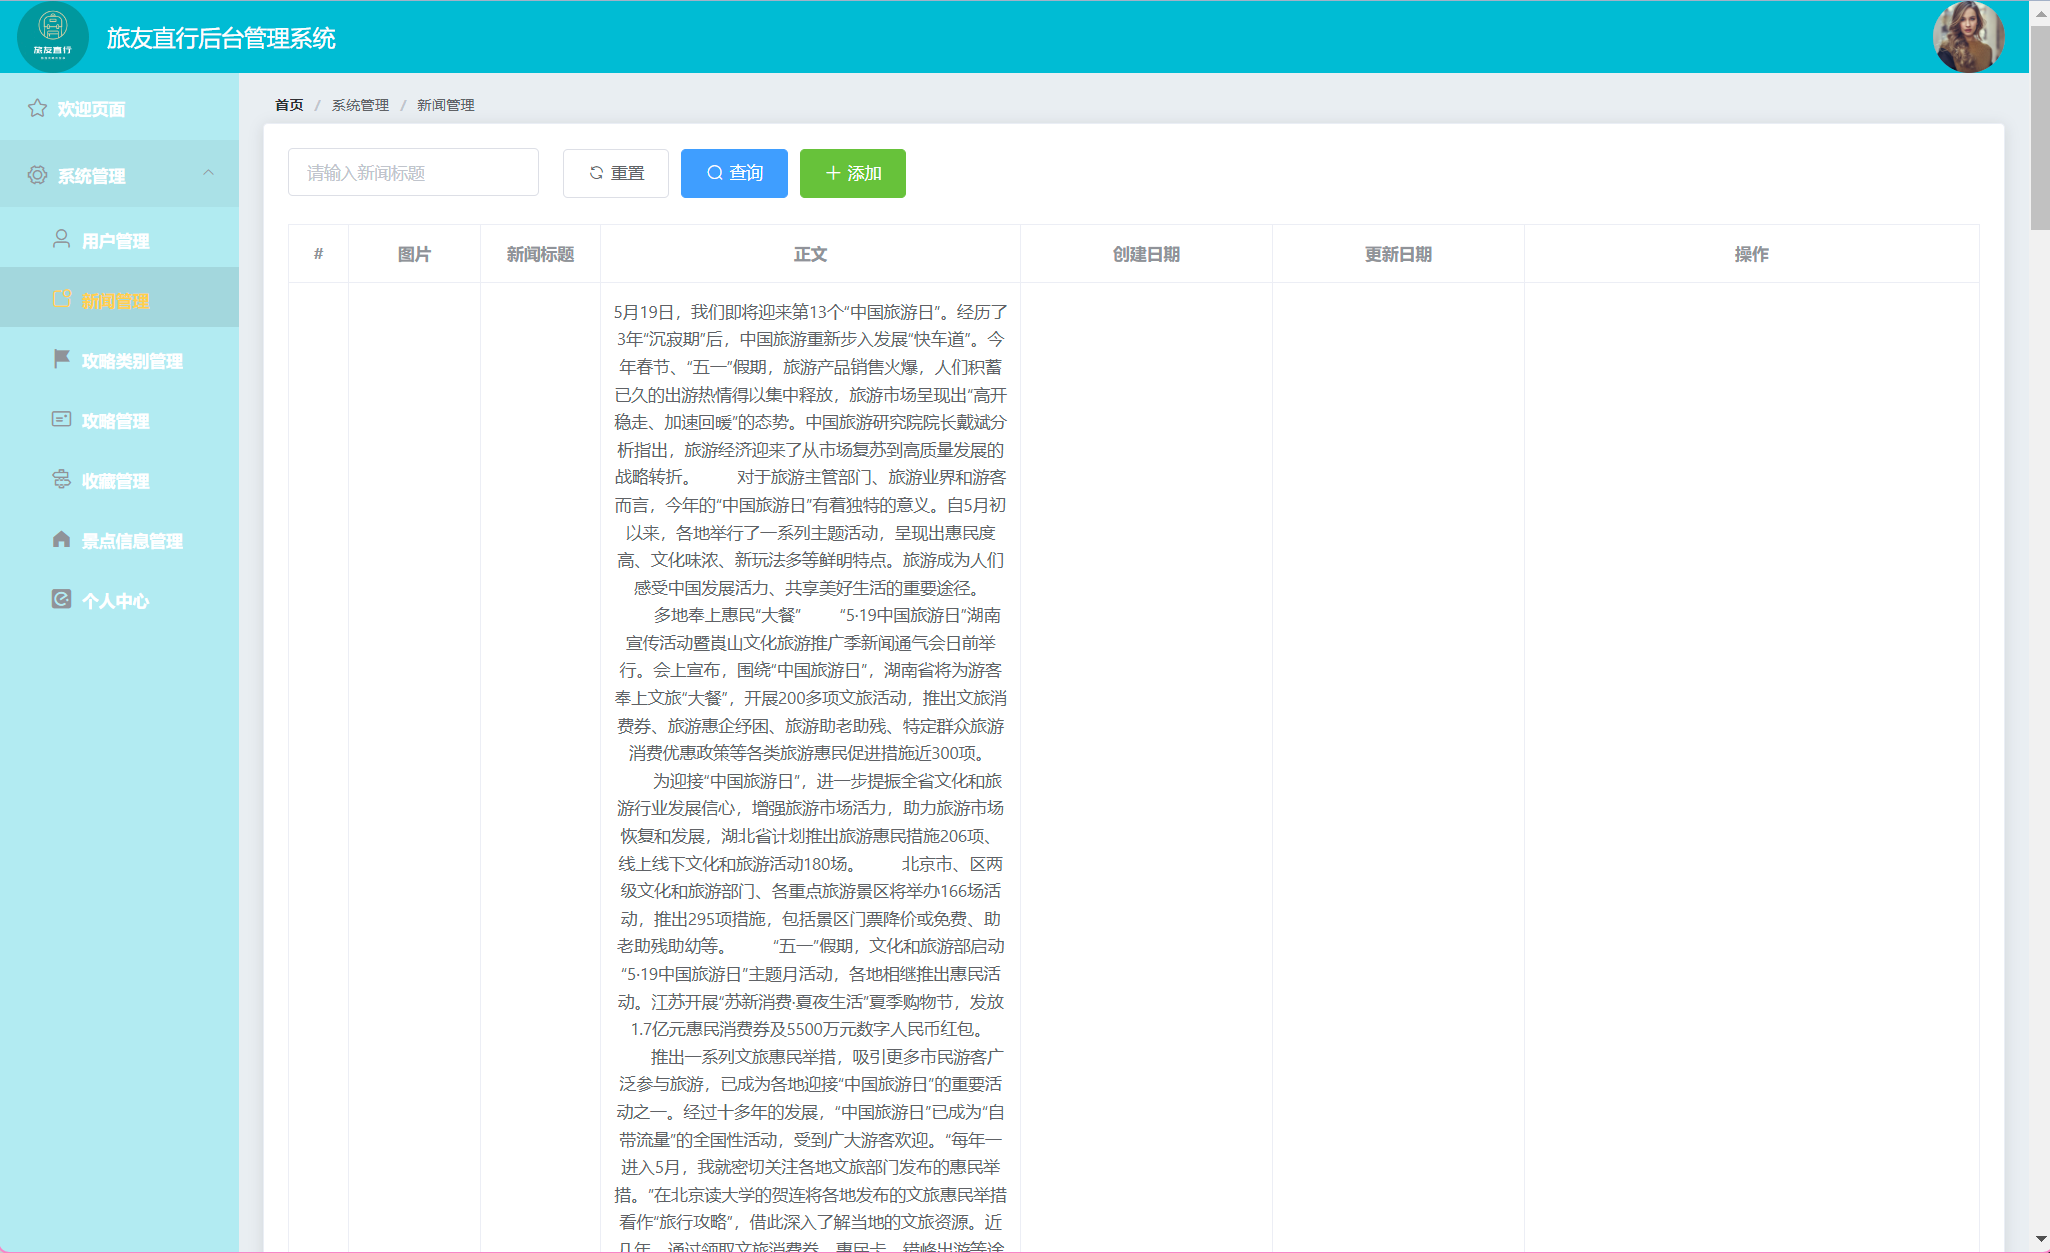 旅友直行
旅友直行后台管理系统
欢迎页面
系统管理
用户管理
新闻管理
攻略类别管理
攻略管理
收藏管理
景点信息管理
个人中心
首页 / 系统管理 / 新闻管理
请输入新闻标题
重置
查询
添加
# 图片 新闻标题 正文 创建日期 更新日期 操作
5月19日，我们即将迎来第13个“中国旅游日”。经历了
3年“沉寂期”后，中国旅游重新步入发展“快车道”。今
年春节、“五一”假期，旅游产品销售火爆，人们积蓄
已久的出游热情得以集中释放，旅游市场呈现出“高开
稳走、加速回暖”的态势。中国旅游研究院院长戴斌分
析指出，旅游经济迎来了从市场复苏到高质量发展的
战略转折。　　对于旅游主管部门、旅游业界和游客
而言，今年的“中国旅游日”有着独特的意义。自5月初
以来，各地举行了一系列主题活动，呈现出惠民度
高、文化味浓、新玩法多等鲜明特点。旅游成为人们
感受中国发展活力、共享美好生活的重要途径。
多地奉上惠民“大餐”　　“5·19中国旅游日”湖南
宣传活动暨崀山文化旅游推广季新闻通气会日前举
行。会上宣布，围绕“中国旅游日”，湖南省将为游客
奉上文旅“大餐”，开展200多项文旅活动，推出文旅消
费券、旅游惠企纾困、旅游助老助残、特定群众旅游
消费优惠政策等各类旅游惠民促进措施近300项。
为迎接“中国旅游日”，进一步提振全省文化和旅
游行业发展信心，增强旅游市场活力，助力旅游市场
恢复和发展，湖北省计划推出旅游惠民措施206项、
线上线下文化和旅游活动180场。　　北京市、区两
级文化和旅游部门、各重点旅游景区将举办166场活
动，推出295项措施，包括景区门票降价或免费、助
老助残助幼等。　　“五一”假期，文化和旅游部启动
“5·19中国旅游日”主题月活动，各地相继推出惠民活
动。江苏开展“苏新消费·夏夜生活”夏季购物节，发放
1.7亿元惠民消费券及5500万元数字人民币红包。
推出一系列文旅惠民举措，吸引更多市民游客广
泛参与旅游，已成为各地迎接“中国旅游日”的重要活
动之一。经过十多年的发展，“中国旅游日”已成为“自
带流量”的全国性活动，受到广大游客欢迎。“每年一
进入5月，我就密切关注各地文旅部门发布的惠民举
措。”在北京读大学的贺连将各地发布的文旅惠民举措
看作“旅行攻略”，借此深入了解当地的文旅资源。近
几年，通过领取文旅消费券、惠民卡、错峰出游等途